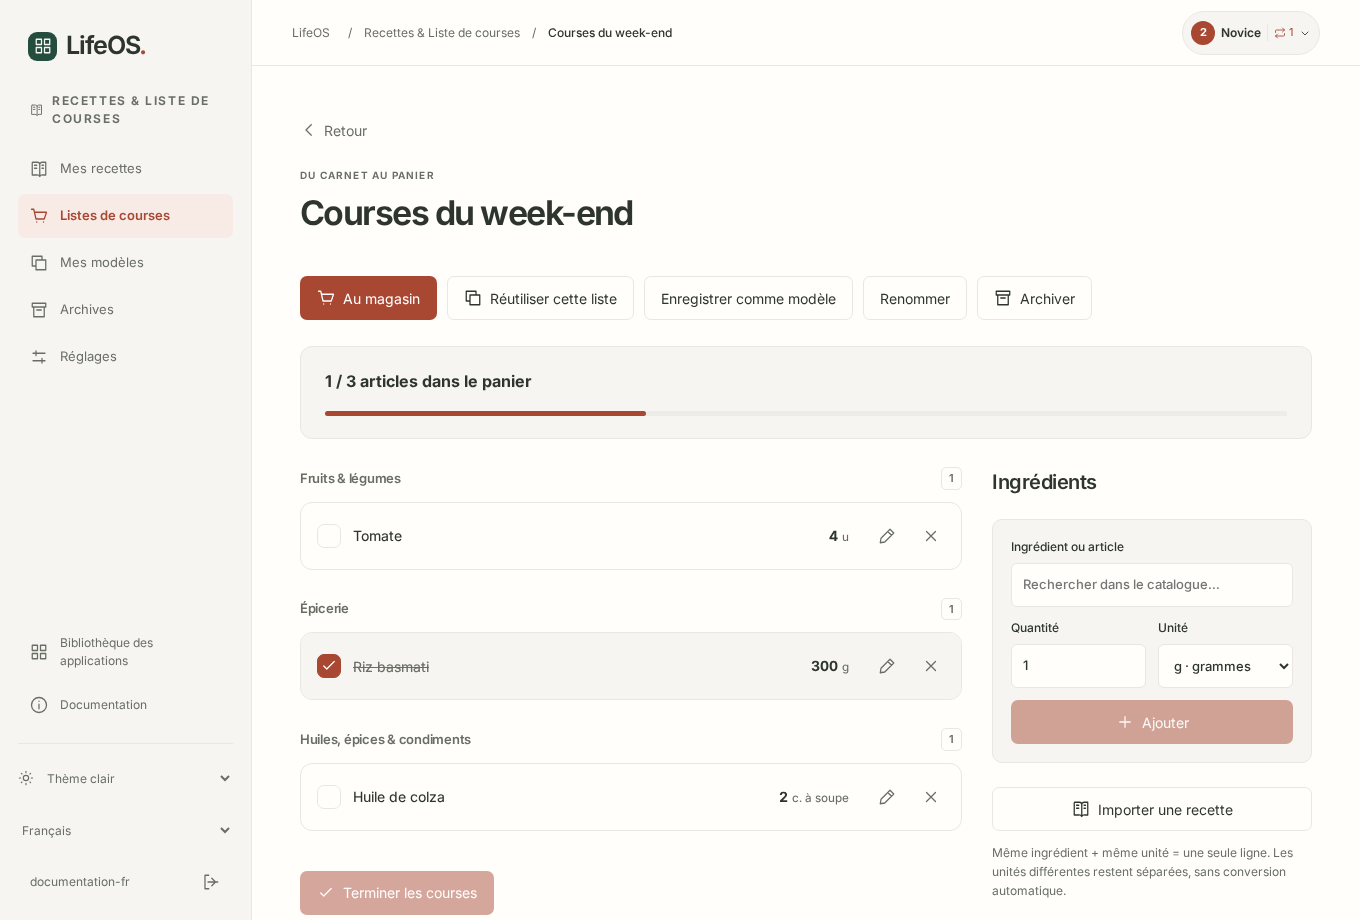 LifeOS.
RECETTES & LISTE DE
COURSES
Mes recettes
Listes de courses
Mes modèles
Archives
Réglages
Bibliothèque des
applications
Documentation
Thème clair
Français
documentation-fr
LifeOS / Recettes & Liste de courses / Courses du week-end
2 Novice 1
Retour
DU CARNET AU PANIER
Courses du week-end
Au magasin
Réutiliser cette liste
Enregistrer comme modèle
Renommer
Archiver
1 / 3 articles dans le panier
Fruits & légumes 1
Tomate 4 u
Épicerie 1
Riz basmati 300 g
Huiles, épices & condiments 1
Huile de colza 2 c. à soupe
Terminer les courses
Ingrédients
Ingrédient ou article
Rechercher dans le catalogue...
Quantité Unité
1 g · grammes
Ajouter
Importer une recette
Même ingrédient + même unité = une seule ligne. Les
unités différentes restent séparées, sans conversion
automatique.